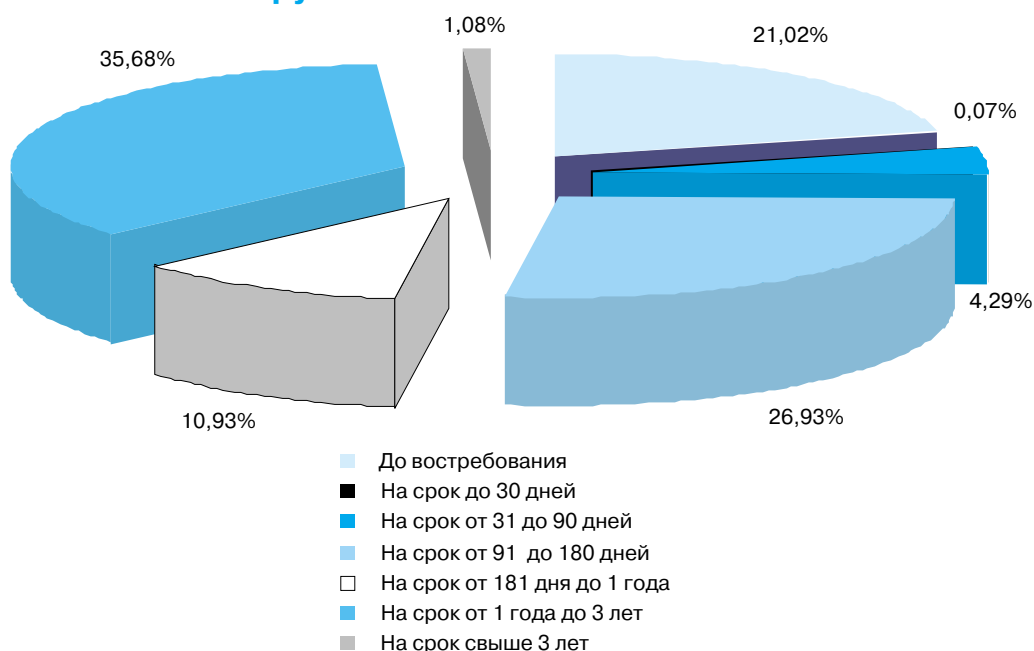 1,08%
21,02%
35,68%
0,07%
4,29%
26,93%
10,93%
До востребования
На срок до 30 дней
На срок от 31 до 90 дней
На срок от 91 до 180 дней
На срок от 181 дня до 1 года
На срок от 1 года до 3 лет
На срок свыше 3 лет